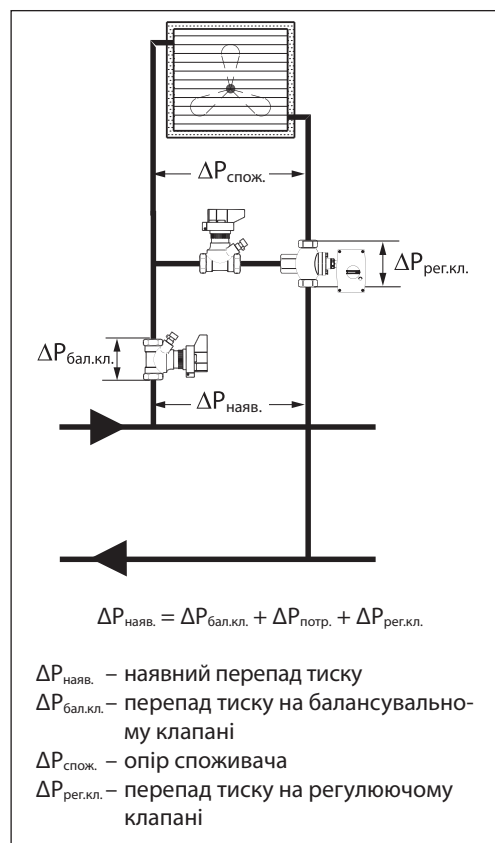 ΔPспож.
ΔPрег.кл.
ΔPбал.кл.
ΔPнаяв.
ΔPнаяв. = ΔPбал.кл. + ΔPпотр. + ΔPрег.кл.
ΔPнаяв. – наявний перепад тиску
ΔPбал.кл. – перепад тиску на балансувально-
му клапані
ΔPспож. – опір споживача
ΔPрег.кл. – перепад тиску на регулюючому
клапані